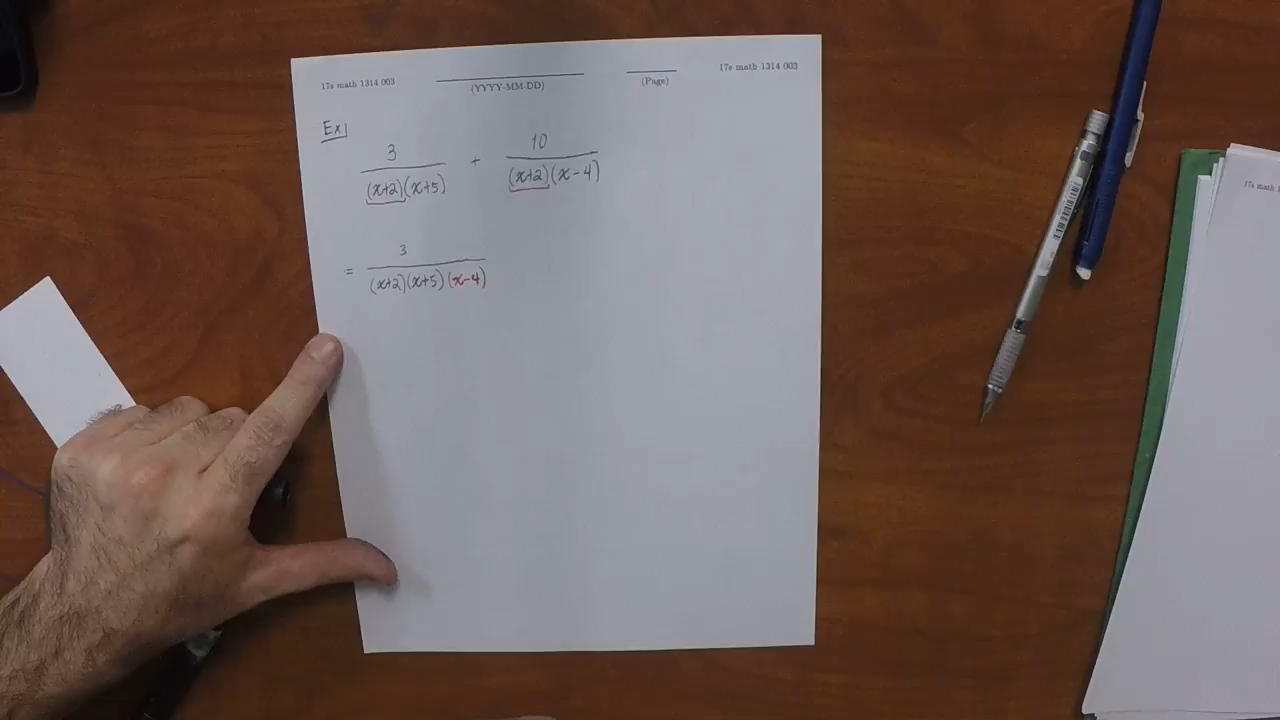 17s math 1314 003 (YYYY-MM-DD) (Page) 17s math 1314 003
Ex|
3 / (x+2)(x+5) + 10 / (x+2)(x-4)
= 3 / (x+2)(x+5)(x-4)
17s math 1